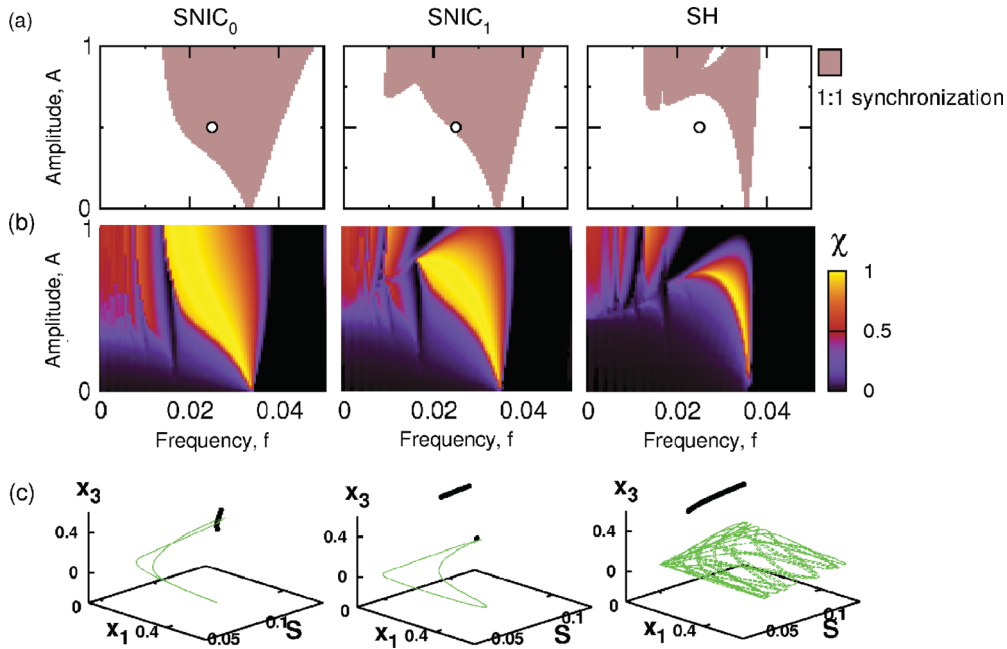 (a)
SNIC₀
SNIC₁
SH
1
Amplitude, A
0
1:1 synchronization
(b)
1
Amplitude, A
0
0
0.02
0.04
0
0.02
0.04
0
0.02
0.04
Frequency, f
Frequency, f
Frequency, f
χ
1
0.5
0
(c)
x₃
0.4
0
0
x₁
0.4
0.05
S
0.1
x₃
0.4
0
0
x₁
0.4
0.05
S
0.1
x₃
0.4
0
0
x₁
0.4
0.05
S
0.1